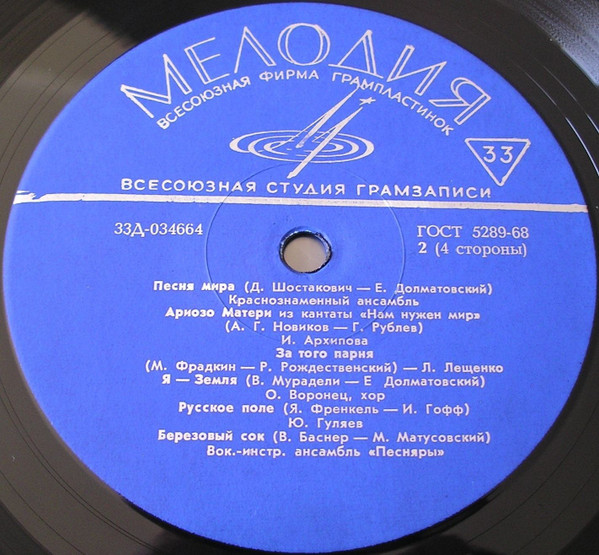 МЕЛОДИЯ
ВСЕСОЮЗНАЯ ФИРМА ГРАМПЛАСТИНОК
33
ВСЕСОЮЗНАЯ СТУДИЯ ГРАМЗАПИСИ
33Д-034664
ГОСТ 5289-68
2 (4 стороны)
Песня мира (Д. Шостакович — Е. Долматовский)
Краснознаменный ансамбль
Ариозо Матери из кантаты «Нам нужен мир»
(А. Г. Новиков — Г. Рублев)
И. Архипова
За того парня
(М. Фрадкин — Р. Рождественский) — Л. Лещенко
Я — Земля (В. Мурадели — Е Долматовский)
О. Воронец, хор
Русское поле (Я. Френкель — И. Гофф)
Ю. Гуляев
Березовый сок (В. Баснер — М. Матусовский)
Вок.-инстр. ансамбль «Песняры»